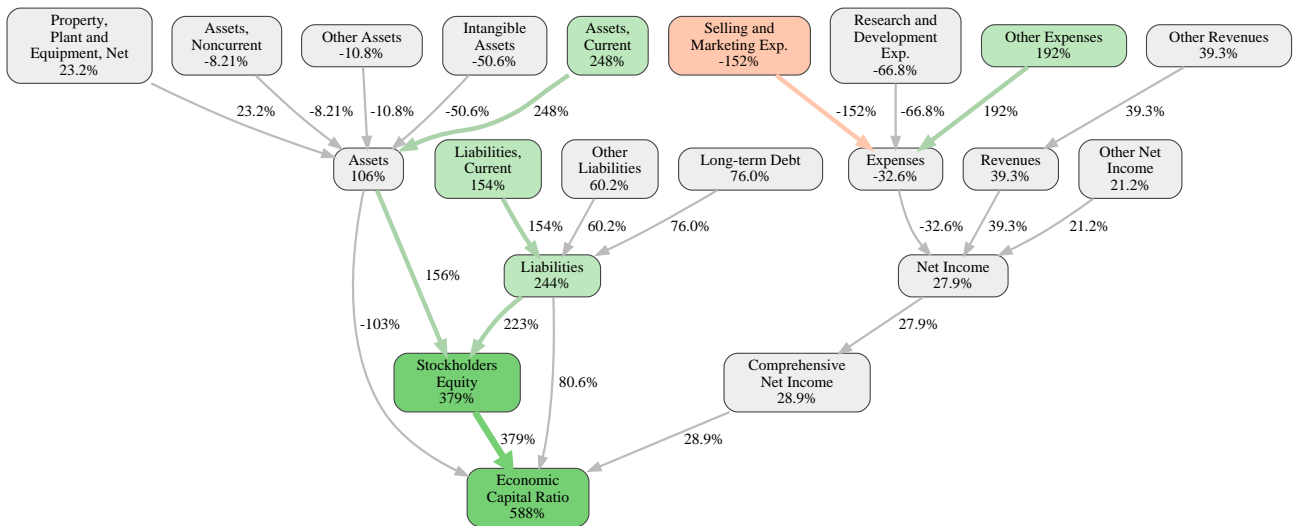 Property,
Plant and
Equipment, Net
23.2%
Assets,
Noncurrent
-8.21%
Other Assets
-10.8%
Intangible
Assets
-50.6%
Assets,
Current
248%
Selling and
Marketing Exp.
-152%
Research and
Development
Exp.
-66.8%
Other Expenses
192%
Other Revenues
39.3%
23.2%
-8.21%
-10.8%
-50.6%
248%
-152%
-66.8%
192%
39.3%
Assets
106%
Liabilities,
Current
154%
Other
Liabilities
60.2%
Long-term Debt
76.0%
Expenses
-32.6%
Revenues
39.3%
Other Net
Income
21.2%
154%
60.2%
76.0%
-32.6%
39.3%
21.2%
156%
Liabilities
244%
Net Income
27.9%
-103%
223%
27.9%
Stockholders
Equity
379%
80.6%
Comprehensive
Net Income
28.9%
379%
28.9%
Economic
Capital Ratio
588%